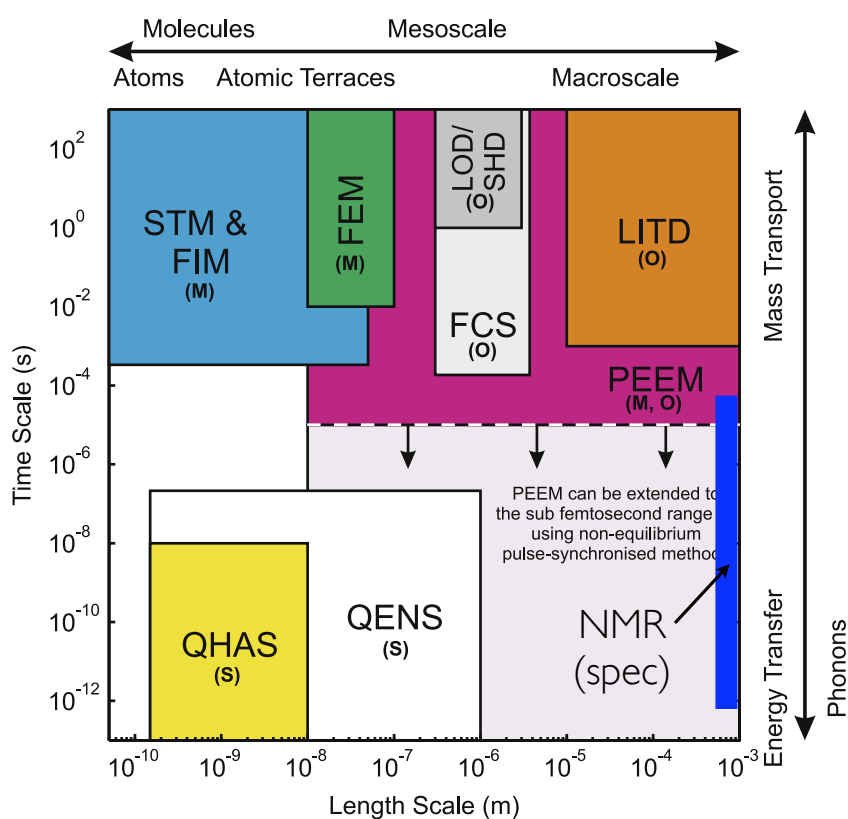 Molecules Mesoscale
Atoms Atomic Terraces Macroscale
10^2
10^0
10^-2
10^-4
10^-6
10^-8
10^-10
10^-12
Time Scale (s)
STM &
FIM
(M)
FEM
(M)
LOD/
SHD
(O)
FCS
(O)
LITD
(O)
PEEM
(M, O)
PEEM can be extended to
the sub femtosecond range
using non-equilibrium
pulse-synchronised method
QHAS
(S)
QENS
(S)
NMR
(spec)
Mass Transport
Energy Transfer
Phonons
10^-10 10^-9 10^-8 10^-7 10^-6 10^-5 10^-4 10^-3
Length Scale (m)